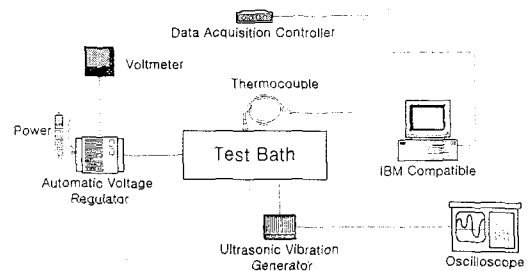 Data Acquisition Controller
Voltmeter
Thermocouple
Power
Test Bath
IBM Compatible
Automatic Voltage
Regulator
Ultrasonic Vibration
Generator
Oscilloscope